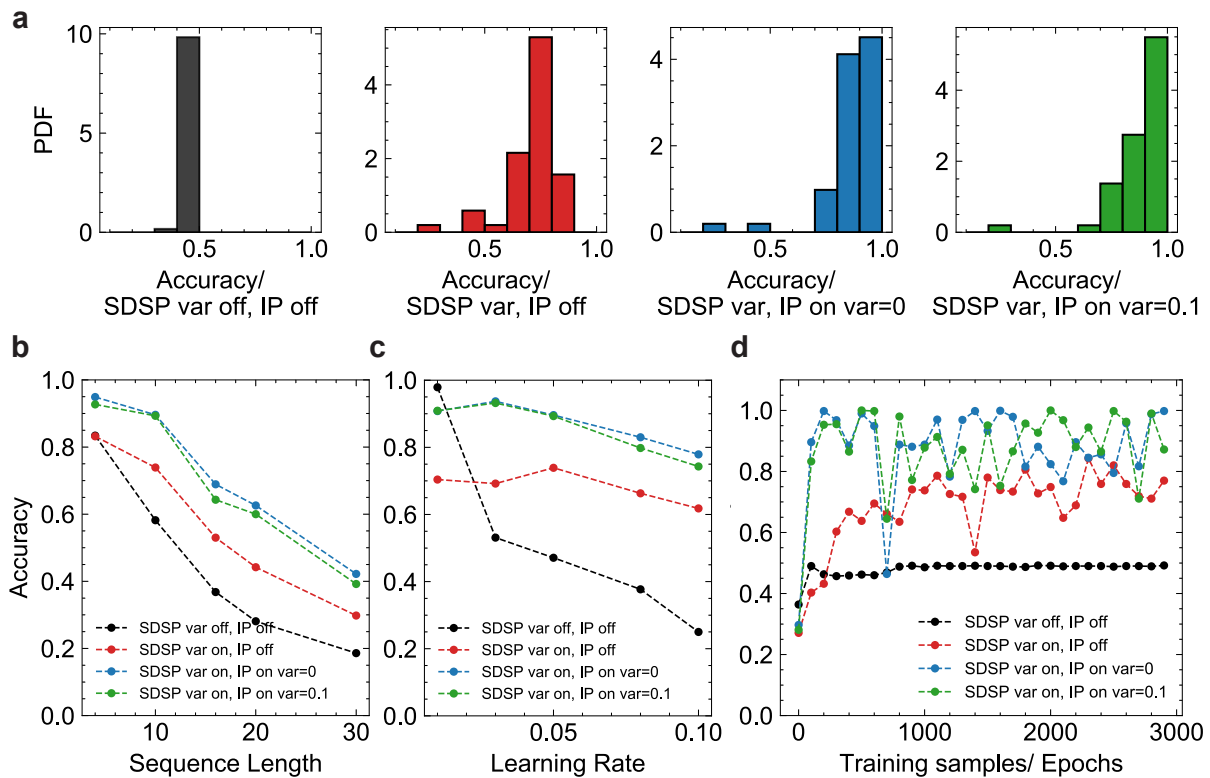 a
PDF
10
5
0
0.5
1.0
Accuracy/
SDSP var off, IP off
4
2
0
0.5
1.0
Accuracy/
SDSP var, IP off
4
2
0
0.5
1.0
Accuracy/
SDSP var, IP on var=0
4
2
0
0.5
1.0
Accuracy/
SDSP var, IP on var=0.1
b
Accuracy
1.0
0.8
0.6
0.4
0.2
0.0
10
20
30
Sequence Length
SDSP var off, IP off
SDSP var on, IP off
SDSP var on, IP on var=0
SDSP var on, IP on var=0.1
c
1.0
0.8
0.6
0.4
0.2
0.0
0.05
0.10
Learning Rate
SDSP var off, IP off
SDSP var on, IP off
SDSP var on, IP on var=0
SDSP var on, IP on var=0.1
d
1.0
0.8
0.6
0.4
0.2
0.0
0
1000
2000
3000
Training samples/ Epochs
SDSP var off, IP off
SDSP var on, IP off
SDSP var on, IP on var=0
SDSP var on, IP on var=0.1